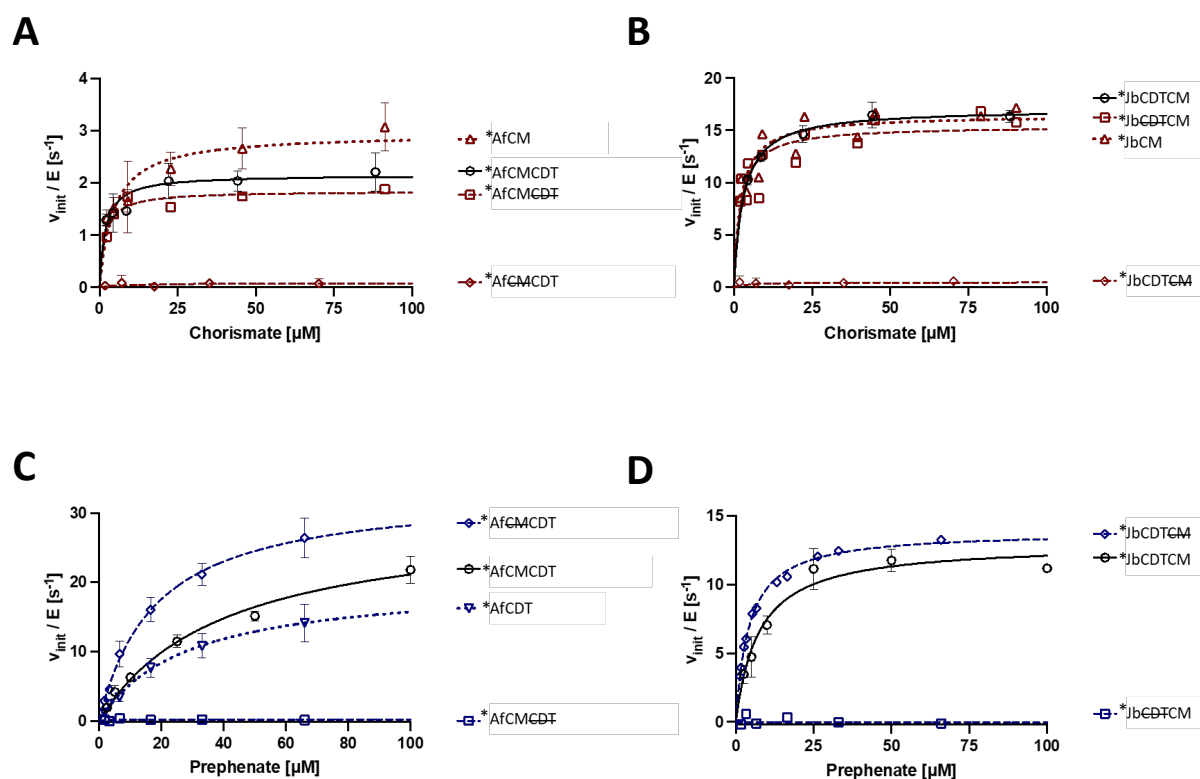 A
4
3
2
1
0
v_init / E [s⁻¹]
0 25 50 75 100
Chorismate [µM]
*AfCM
*AfCMCDT
*AfCMCDT
*AfCMCDT
B
20
15
10
5
0
v_init / E [s⁻¹]
0 25 50 75 100
Chorismate [µM]
*JbCDTCM
*JbCDTCM
*JbCM
*JbCDTCM
C
30
20
10
0
v_init / E [s⁻¹]
0 20 40 60 80 100
Prephenate [µM]
*AfCMCDT
*AfCMCDT
*AfCDT
*AfCMCDT
D
15
10
5
0
v_init / E [s⁻¹]
0 25 50 75 100
Prephenate [µM]
*JbCDTCM
*JbCDTCM
*JbCDTCM